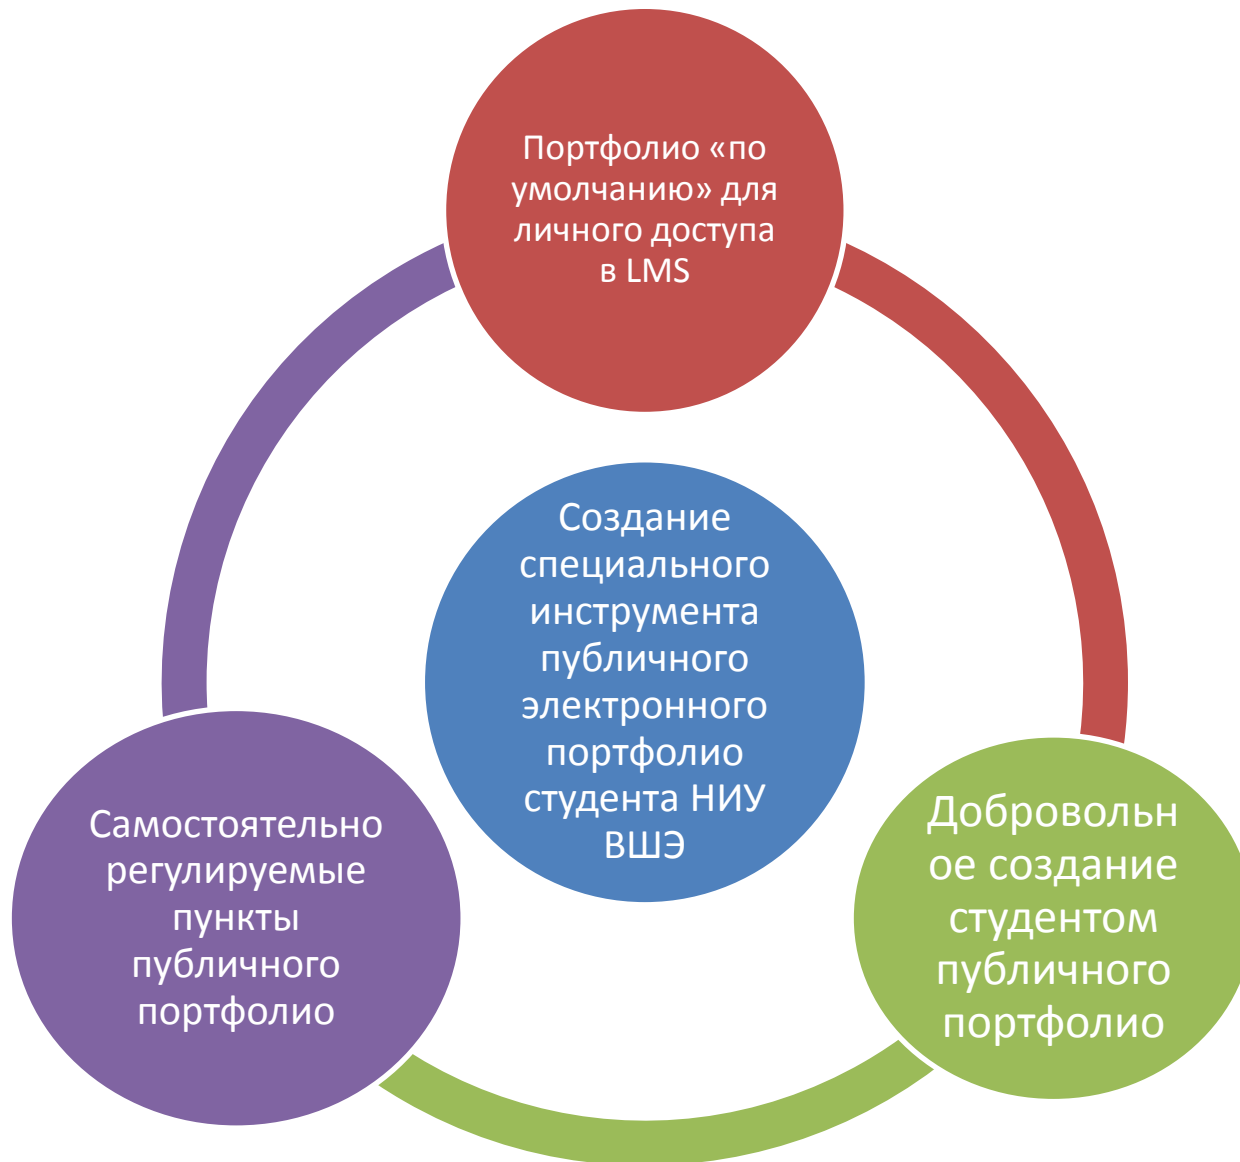 Портфолио «по
умолчанию» для
личного доступа
в LMS
Создание
специального
инструмента
публичного
электронного
портфолио
студента НИУ
ВШЭ
Самостоятельно
регулируемые
пункты
публичного
портфолио
Добровольн
ое создание
студентом
публичного
портфолио